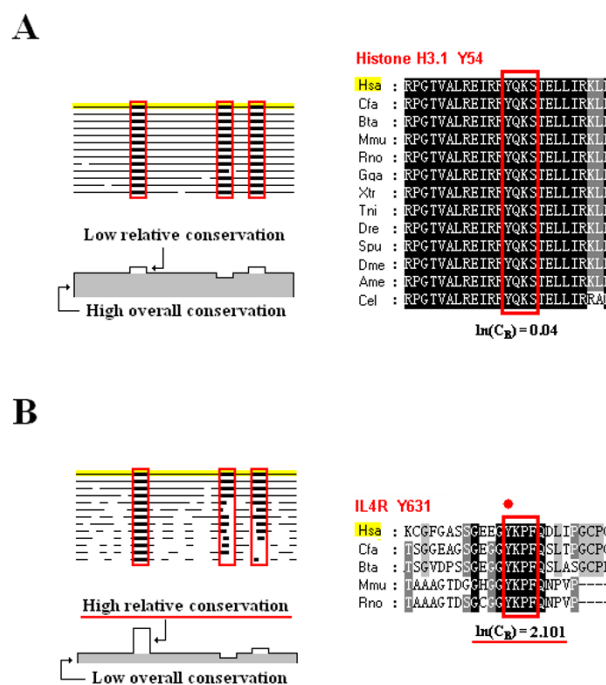 A
Histone H3.1 Y54
Hsa RPGTVALREIRRYQKSTELLIRKL
Cfa : RPGTVALREIRRYQKSTELLIRKL
Bta : RPGTVALREIRRYQKSTELLIRKL
Mmu : RPGTVALREIRRYQKSTELLIRKL
Rno : RPGTVALREIRRYQKSTELLIRKL
Gga : RPGTVALREIRRYQKSTELLIRKL
Xtr : RPGTVALREIRRYQKSTELLIRKL
Tni : RPGTVALREIRRYQKSTELLIRKL
Dre : RPGTVALREIRRYQKSTELLIRKL
Spu : RPGTVALREIRRYQKSTELLIRKL
Dme : RPGTVALREIRRYQKSTELLIRKL
Ame : RPGTVALREIRRYQKSTELLIRKL
Cel : RPGTVALREIRRYQKSTELLIRRA
Low relative conservation
High overall conservation
ln(CR) = 0.04
B
IL4R Y631
Hsa : KCGFGASSGEEGYKPFQDLIPGCPG
Cfa : TSGGEAGSGEGGYKPFQSLTPGCP
Bta : TSGVDPSSGEGGYKPFQSLASGCP
Mmu : TAAAGTDGGHGGYKPFQNPVP----
Rno : TAAAGTDSGCGGYKPFQNPVP----
High relative conservation
Low overall conservation
ln(CR) = 2.101